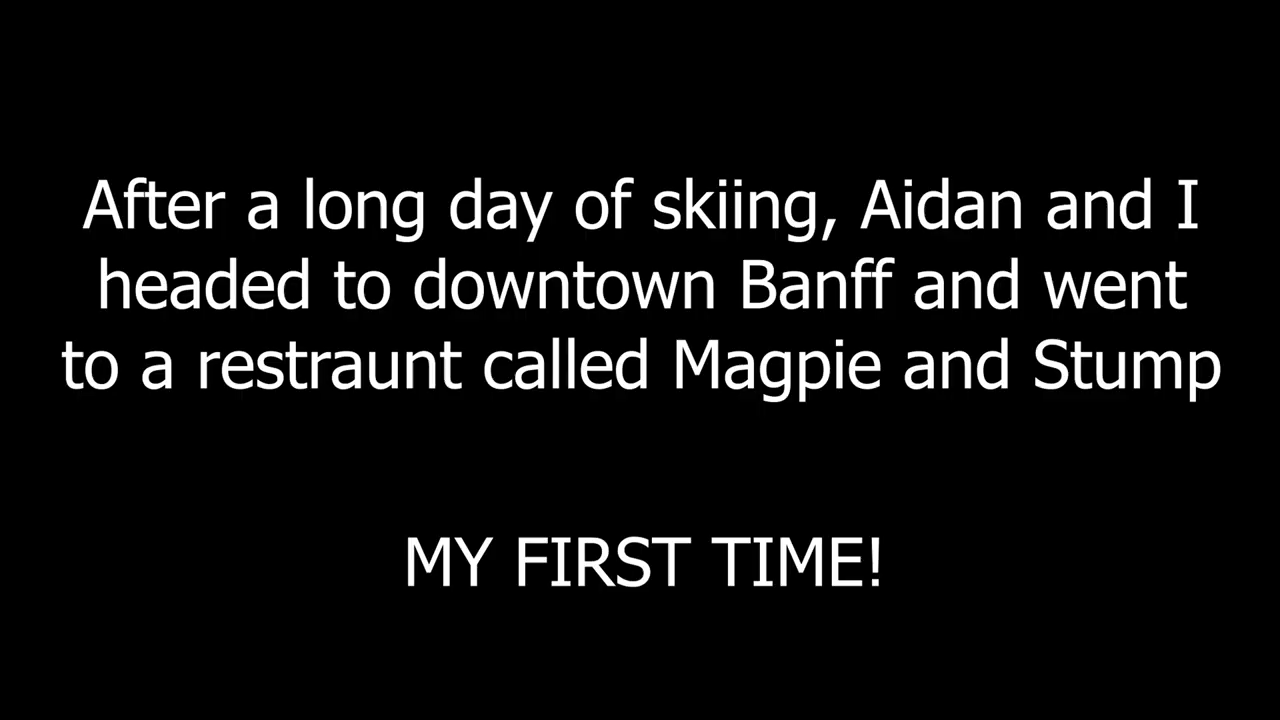 After a long day of skiing, Aidan and I
headed to downtown Banff and went
to a restraunt called Magpie and Stump
MY FIRST TIME!